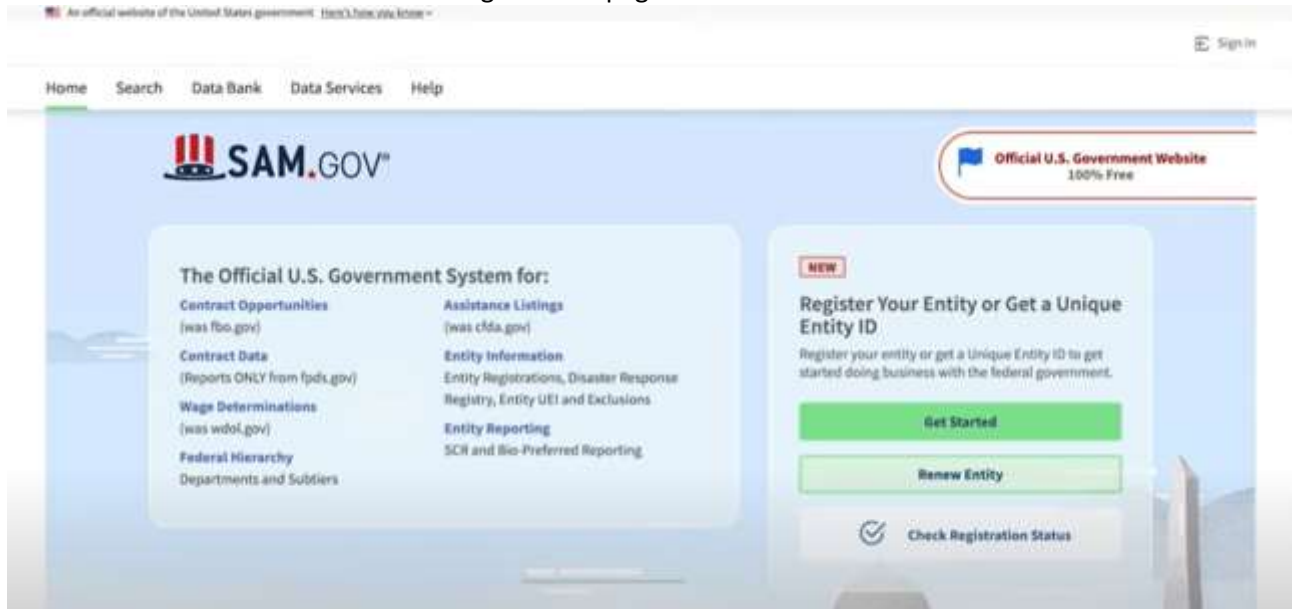 An official website of the United States government Here's how you know
Sign In
Home Search Data Bank Data Services Help
SAM.GOV®
Official U.S. Government Website
100% Free
The Official U.S. Government System for:
Contract Opportunities
(was fbo.gov)
Contract Data
(Reports ONLY from fpds.gov)
Wage Determinations
(was wdol.gov)
Federal Hierarchy
Departments and Subtiers
Assistance Listings
(was cfda.gov)
Entity Information
Entity Registrations, Disaster Response
Registry, Entity UEI and Exclusions
Entity Reporting
SCR and Bio-Preferred Reporting
NEW
Register Your Entity or Get a Unique
Entity ID
Register your entity or get a Unique Entity ID to get
started doing business with the federal government.
Get Started
Renew Entity
Check Registration Status